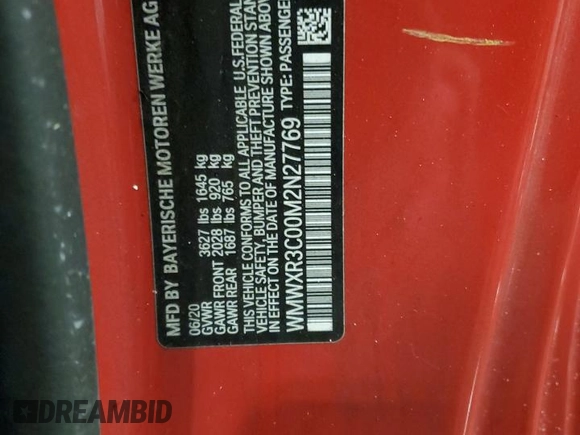 MFD BY BAYERISCHE MOTOREN WERKE AG
06/20
GVWR 3627 lbs 1645 kg
GAWR FRONT 2028 lbs 920 kg
GAWR REAR 1687 lbs 765 kg
THIS VEHICLE CONFORMS TO ALL APPLICABLE U.S. FEDERAL
VEHICLE SAFETY, BUMPER AND THEFT PREVENTION STAN
IN EFFECT ON THE DATE OF MANUFACTURE SHOWN ABOVE
WMWXR3C00M2N27769 TYPE: PASSENGE
DREAMBID